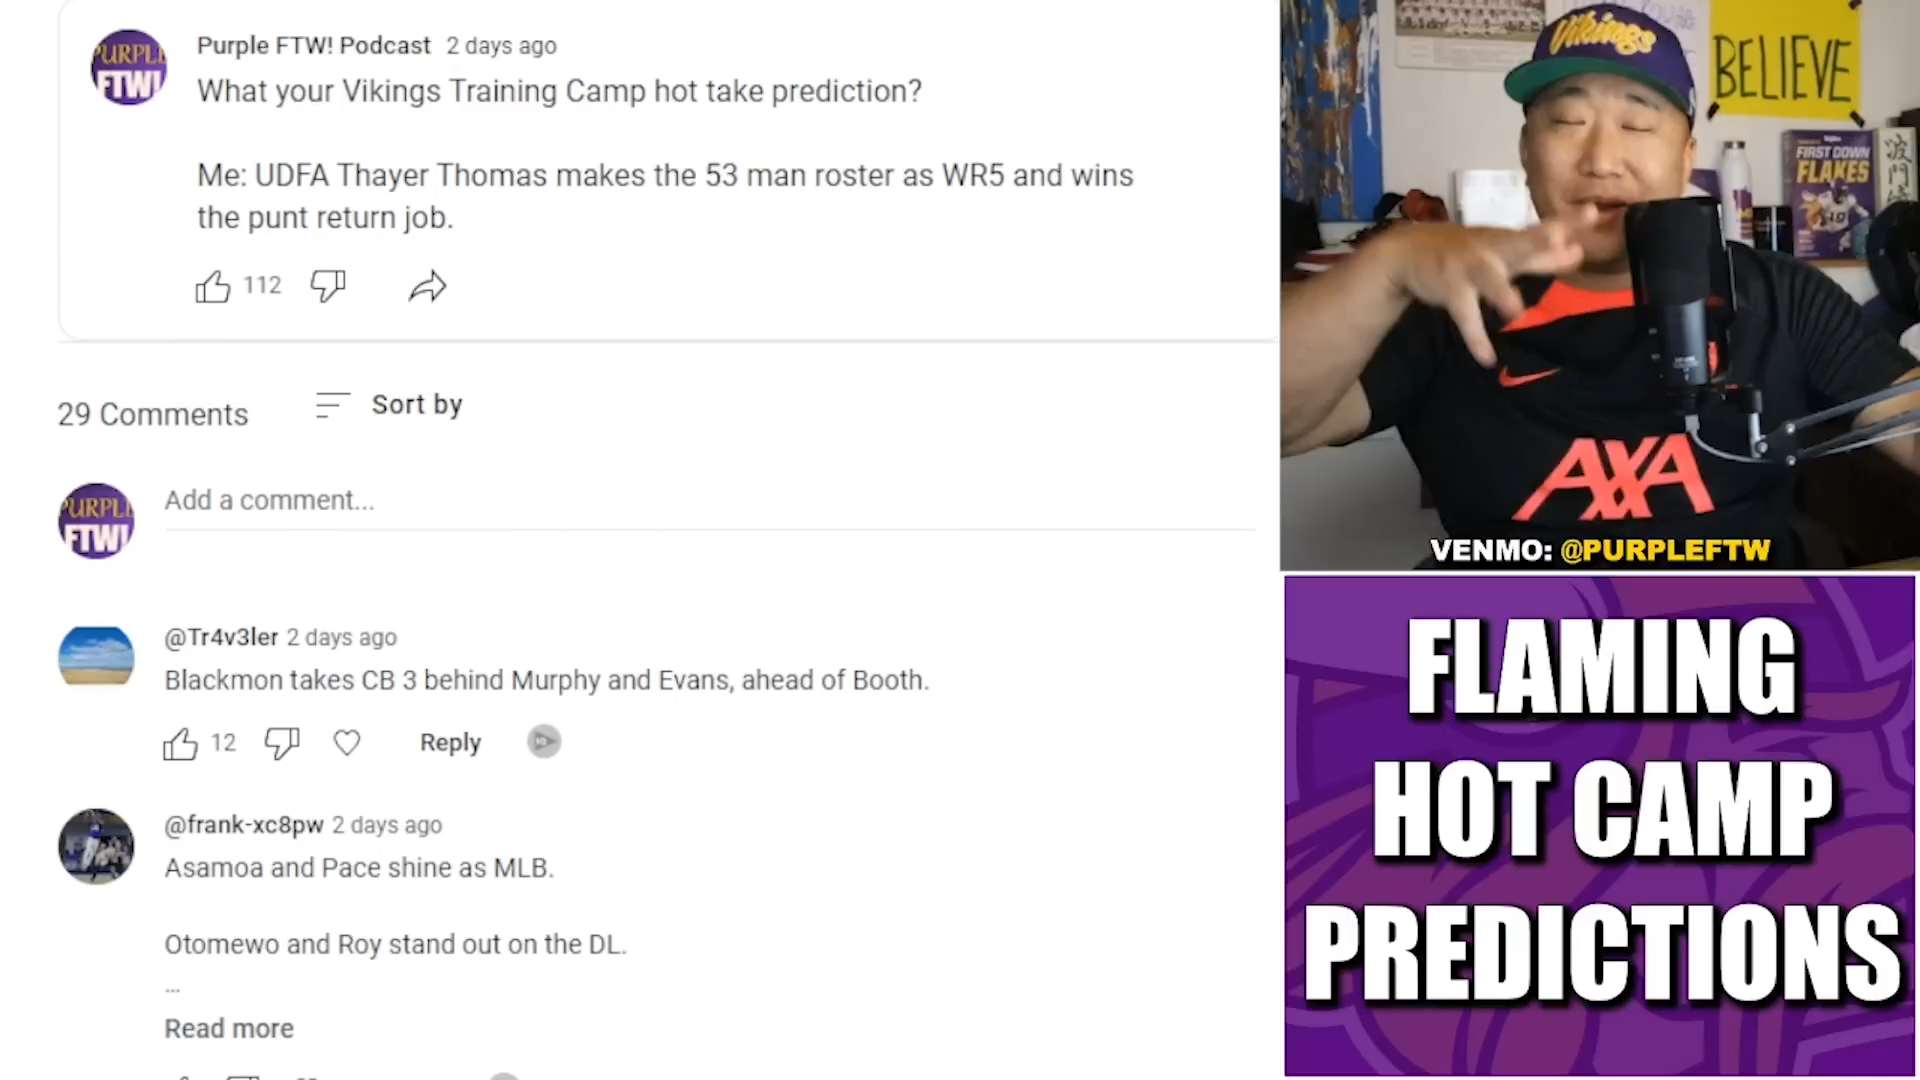 Purple FTW! Podcast 2 days ago
What your Vikings Training Camp hot take prediction?
Me: UDFA Thayer Thomas makes the 53 man roster as WR5 and wins
the punt return job.
112
29 Comments
Sort by
Add a comment...
@Tr4v3ler 2 days ago
Blackmon takes CB 3 behind Murphy and Evans, ahead of Booth.
12 Reply
@frank-xc8pw 2 days ago
Asamoa and Pace shine as MLB.
Otomewo and Roy stand out on the DL.
...
Read more
PURPLE
FTW!
PURPLE
FTW!
Vikings
BELIEVE
FIRST DOWN
FLAKES
AXA
VENMO: @PURPLEFTW
FLAMING
HOT CAMP
PREDICTIONS